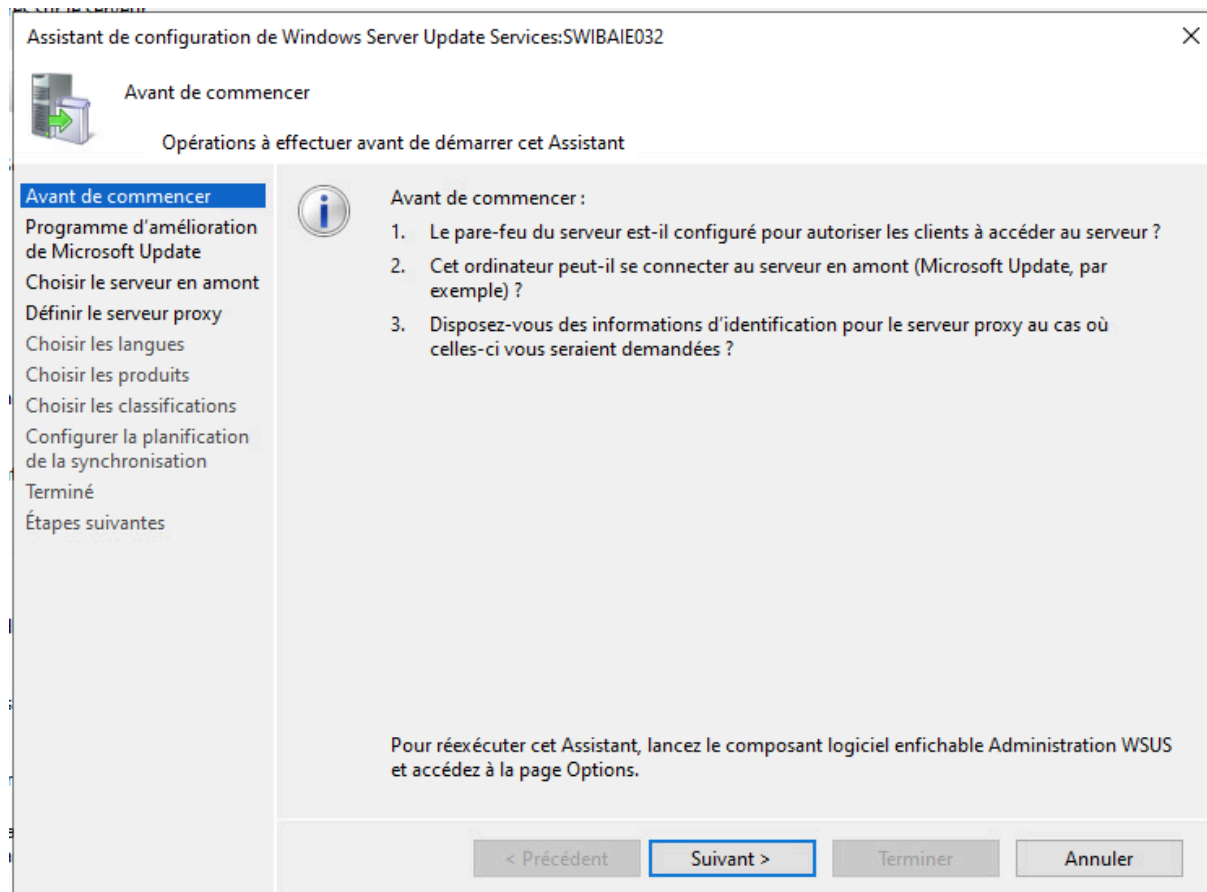 es sur le serveur
Assistant de configuration de Windows Server Update Services:SWIBAIE032
Avant de commencer
Opérations à effectuer avant de démarrer cet Assistant
Avant de commencer
Programme d'amélioration
de Microsoft Update
Choisir le serveur en amont
Définir le serveur proxy
Choisir les langues
Choisir les produits
Choisir les classifications
Configurer la planification
de la synchronisation
Terminé
Étapes suivantes
Avant de commencer :
1. Le pare-feu du serveur est-il configuré pour autoriser les clients à accéder au serveur ?
2. Cet ordinateur peut-il se connecter au serveur en amont (Microsoft Update, par
exemple) ?
3. Disposez-vous des informations d'identification pour le serveur proxy au cas où
celles-ci vous seraient demandées ?
Pour réexécuter cet Assistant, lancez le composant logiciel enfichable Administration WSUS
et accédez à la page Options.
< Précédent
Suivant >
Terminer
Annuler